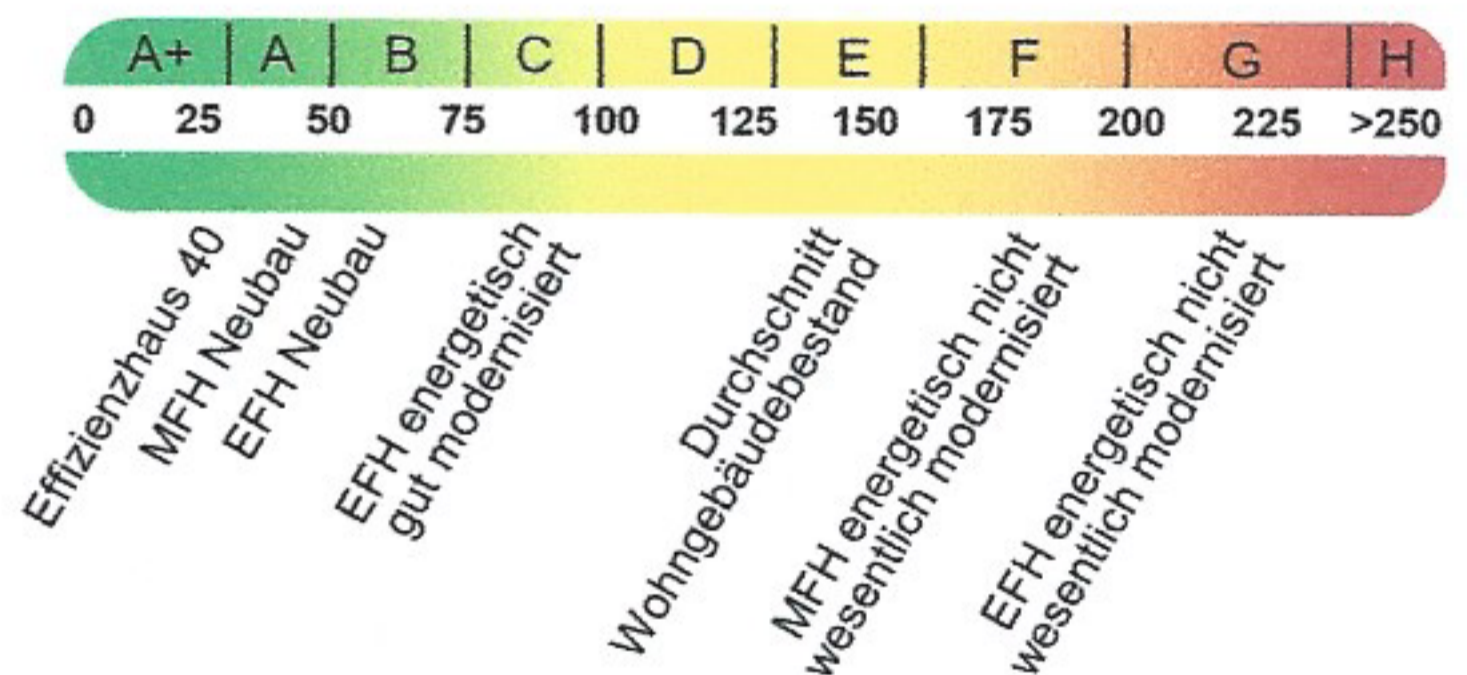 A+ A B C D E F G H
0 25 50 75 100 125 150 175 200 225 >250
Effizienzhaus 40
MFH Neubau
EFH Neubau
EFH energetisch
gut modernisiert
Durchschnitt
Wohngebäudebestand
MFH energetisch nicht
wesentlich modernisiert
EFH energetisch nicht
wesentlich modernisiert